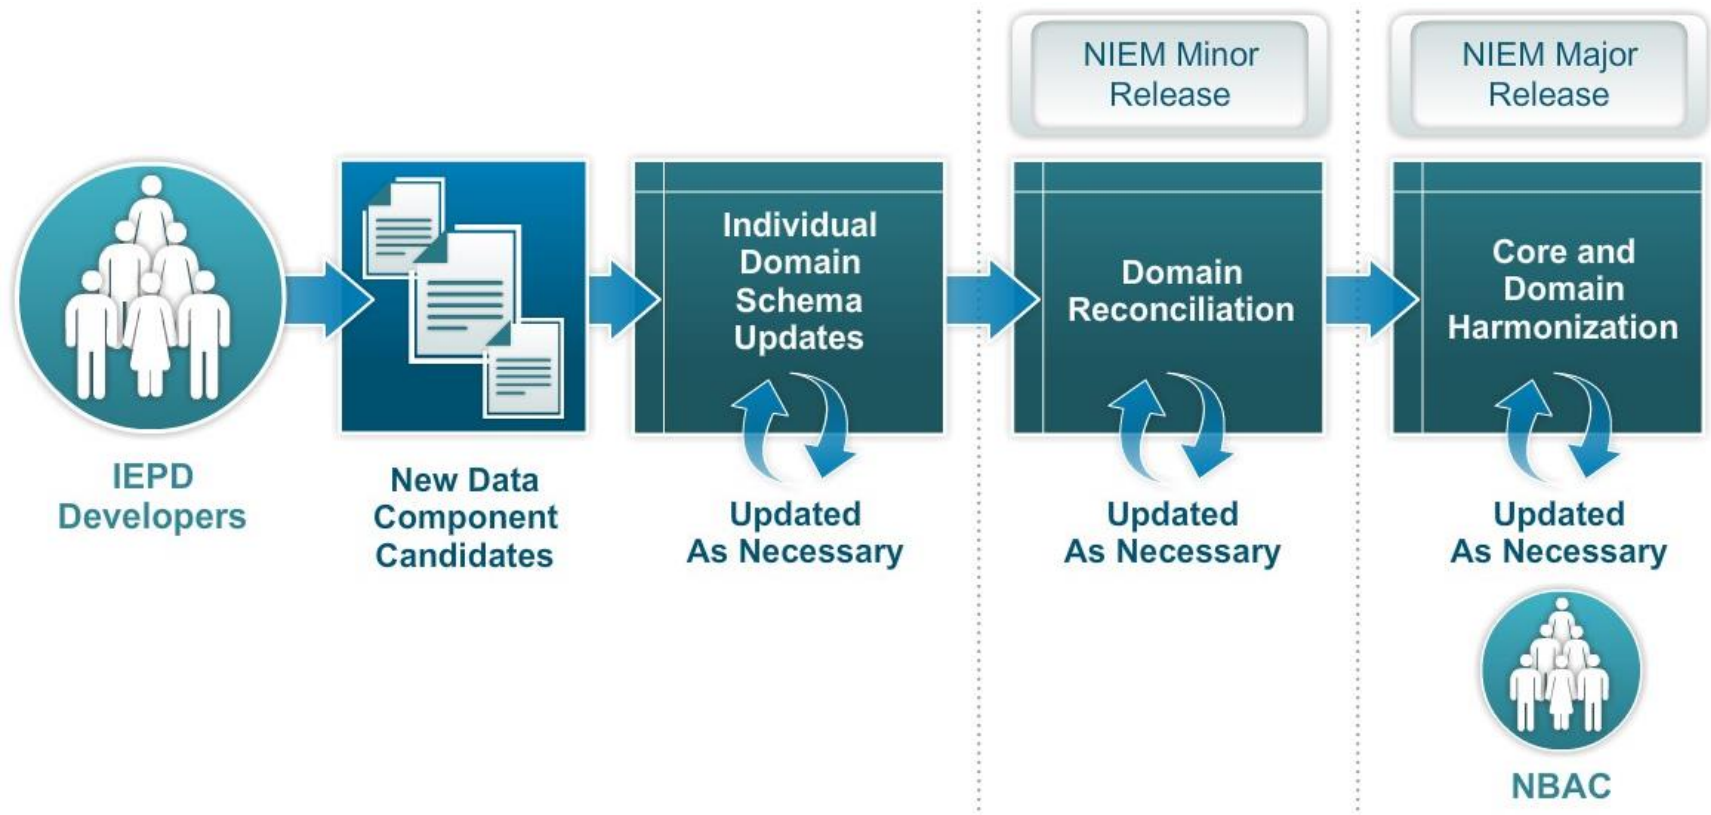 NIEM Minor
Release
NIEM Major
Release
IEPD
Developers
New Data
Component
Candidates
Individual
Domain
Schema
Updates
Updated
As Necessary
Domain
Reconciliation
Updated
As Necessary
Core and
Domain
Harmonization
Updated
As Necessary
NBAC